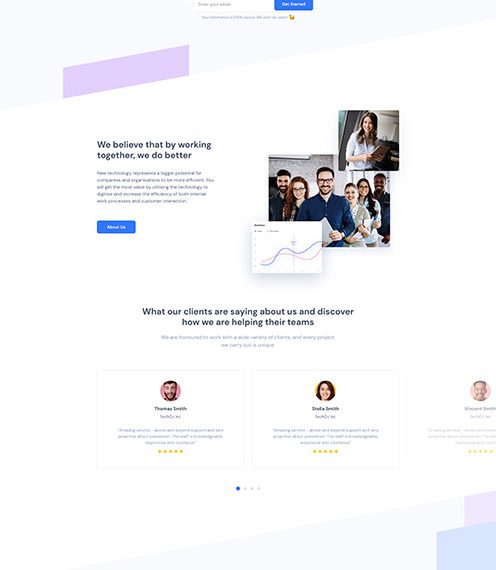 Enter your email
Get Started
Your information is 100% secure. We don't do spam!
We believe that by working
together, we do better
New technology represents a bigger potential for
companies and organisations to be more efficient. You
will get the most value by utilising the technology to
digitise and increase the efficiency of both internal
work processes and customer interaction.
About Us
Statistics
What our clients are saying about us and discover
how we are helping their teams
We are honoured to work with a wide variety of clients, and every project
we carry out is unique
Thomas Smith
TechCo Inc
"Amazing service - above and beyond support and very
proactive about prevention. The staff is knowledgeable,
responsive and courteous"
Stella Smith
TechCo Inc
"Amazing service - above and beyond support and very
proactive about prevention. The staff is knowledgeable,
responsive and courteous"
Vincent Smith
TechCo Inc
"Amazing service - above and beyond
proactive about prevention. The staff is
responsive and courteous"